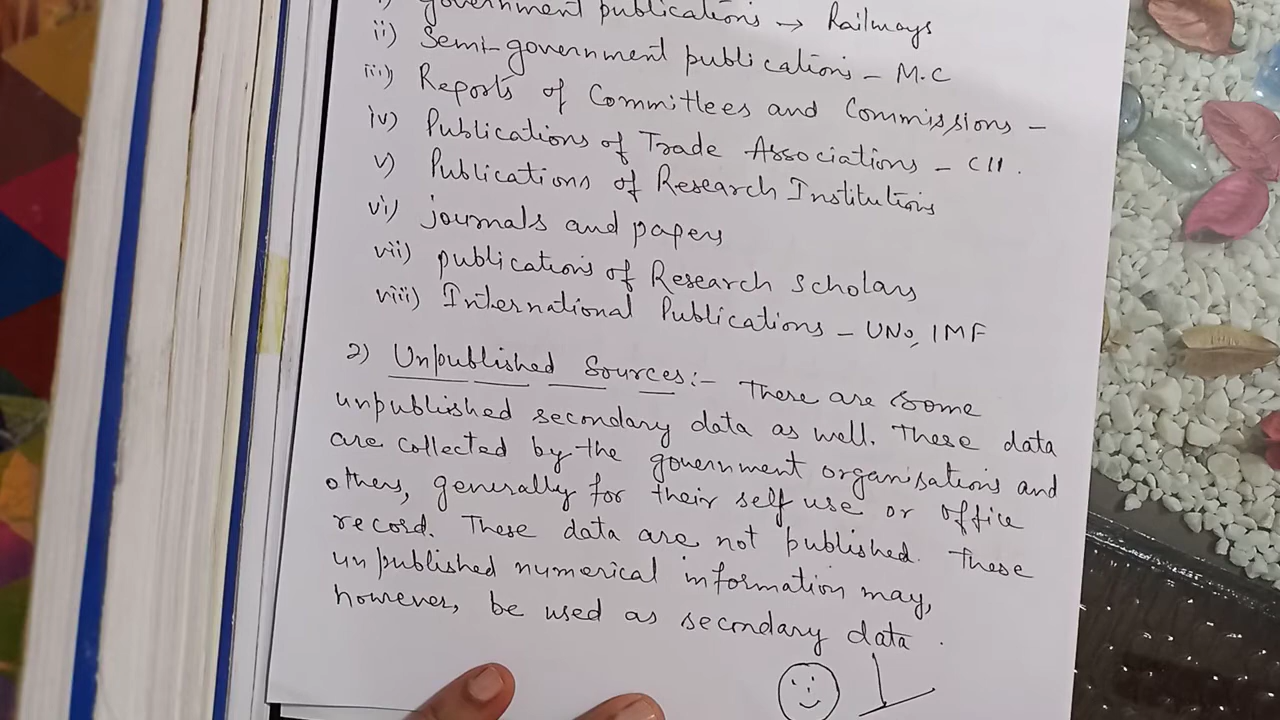 i) Government publications → Railways
ii) Semi-government publications – M.C
iii) Reports of Committees and Commissions –
iv) Publications of Trade Associations – CII.
v) Publications of Research Institutions
vi) journals and papers
vii) publications of Research Scholars
viii) International Publications – UNO, IMF
2) Unpublished Sources:– There are some
unpublished secondary data as well. These data
are collected by the government organisations and
others, generally for their self use or office
record. These data are not published. These
unpublished numerical information may,
however, be used as secondary data.